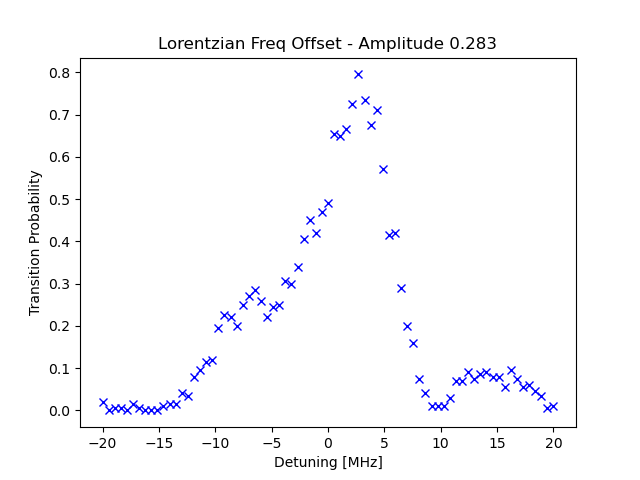 Lorentzian Freq Offset - Amplitude 0.283
Transition Probability
0.8
0.7
0.6
0.5
0.4
0.3
0.2
0.1
0.0
−20 −15 −10 −5 0 5 10 15 20
Detuning [MHz]